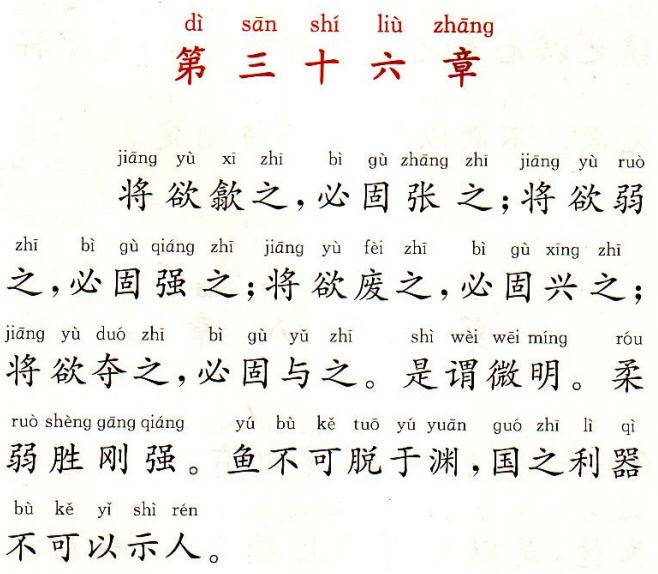 dì sān shí liù zhāng
第三十六章
jiāng yù xī zhī bì gù zhāng zhī jiāng yù ruò
将欲歙之，必固张之；将欲弱
zhī bì gù qiáng zhī jiāng yù fèi zhī bì gù xīng zhī
之，必固强之；将欲废之，必固兴之；
jiāng yù duó zhī bì gù yǔ zhī shì wèi wēi míng róu
将欲夺之，必固与之。是谓微明。柔
ruò shèng gāng qiáng yú bù kě tuō yú yuān guó zhī lì qì
弱胜刚强。鱼不可脱于渊，国之利器
bù kě yǐ shì rén
不可以示人。